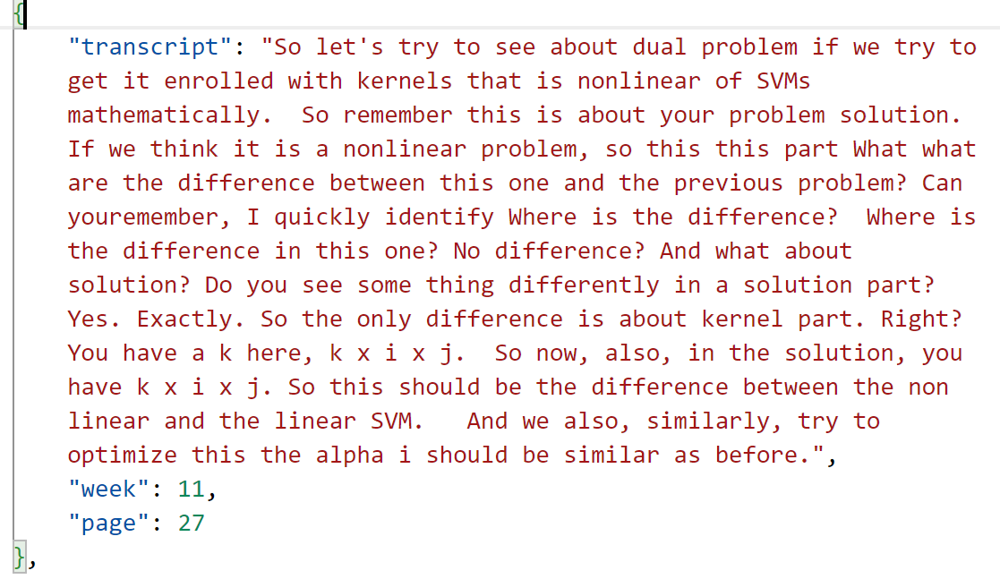 {
"transcript": "So let's try to see about dual problem if we try to
get it enrolled with kernels that is nonlinear of SVMs
mathematically.  So remember this is about your problem solution.
If we think it is a nonlinear problem, so this this part What what
are the difference between this one and the previous problem? Can
youremember, I quickly identify Where is the difference?  Where is
the difference in this one? No difference? And what about
solution? Do you see some thing differently in a solution part?
Yes. Exactly. So the only difference is about kernel part. Right?
You have a k here, k x i x j.  So now, also, in the solution, you
have k x i x j. So this should be the difference between the non
linear and the linear SVM.   And we also, similarly, try to
optimize this the alpha i should be similar as before.",
"week": 11,
"page": 27
},